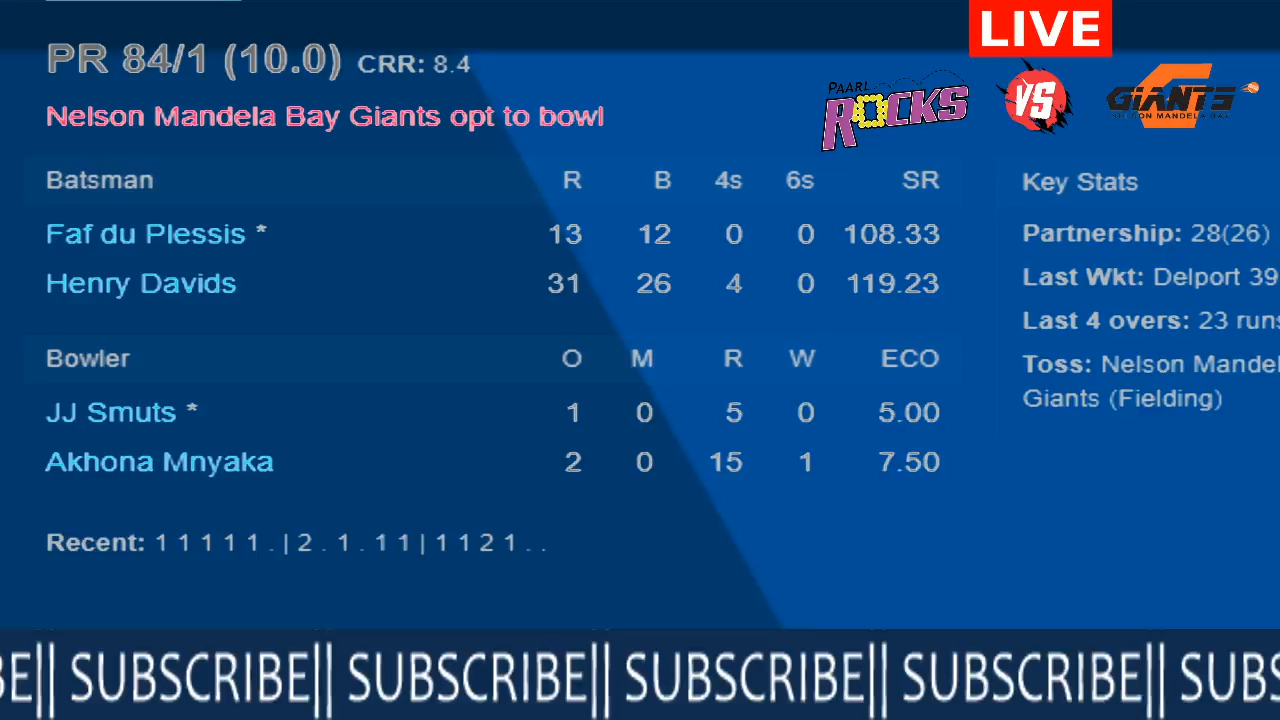 LIVE
PR 84/1 (10.0) CRR: 8.4
PAARL ROCKS VS GIANTS
NELSON MANDELA BAY
Nelson Mandela Bay Giants opt to bowl
Batsman R B 4s 6s SR
Faf du Plessis * 13 12 0 0 108.33
Henry Davids 31 26 4 0 119.23
Bowler O M R W ECO
JJ Smuts * 1 0 5 0 5.00
Akhona Mnyaka 2 0 15 1 7.50
Recent: 1 1 1 1 1 . | 2 . 1 . 1 1 | 1 1 2 1 . .
Key Stats
Partnership: 28(26)
Last Wkt: Delport 39
Last 4 overs: 23 runs
Toss: Nelson Mandel
Giants (Fielding)
BE|| SUBSCRIBE|| SUBSCRIBE|| SUBSCRIBE|| SUBSCRIBE|| SUBS